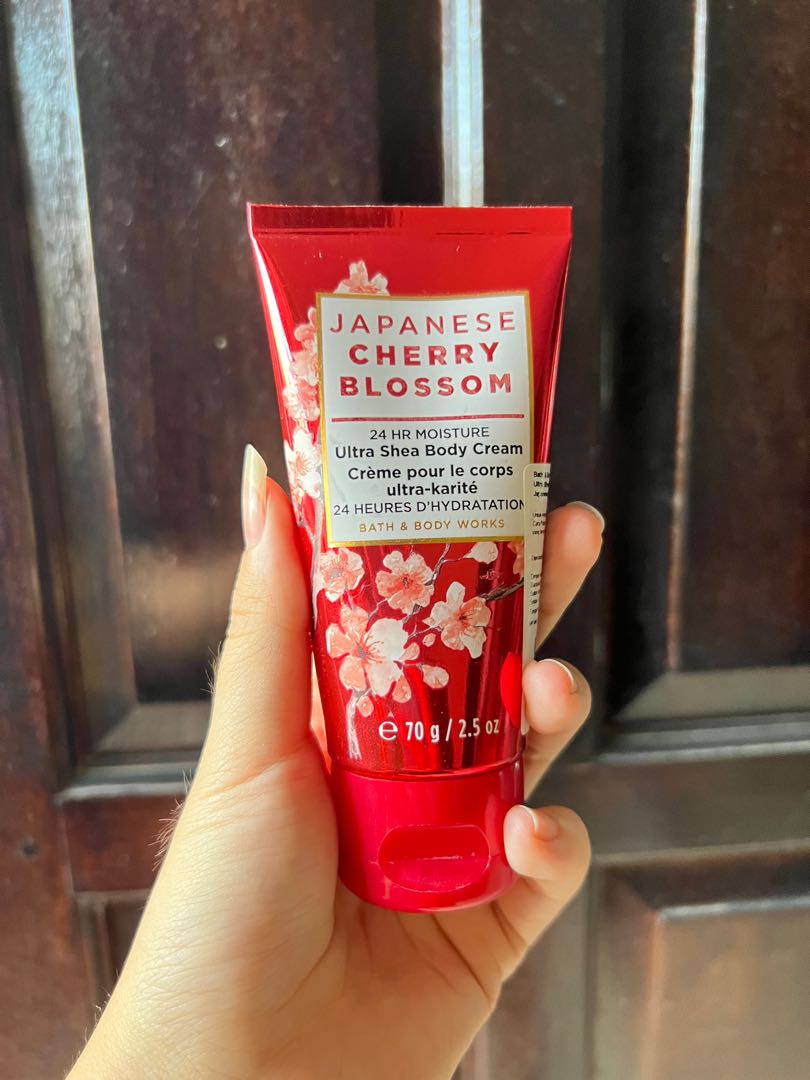 JAPANESE
CHERRY
BLOSSOM
24 HR MOISTURE
Ultra Shea Body Cream
Crème pour le corps
ultra-karité
24 HEURES D'HYDRATATION
BATH & BODY WORKS
℮ 70 g / 2.5 oz